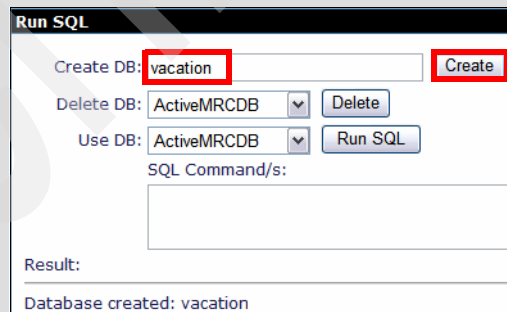 Run SQL
Create DB: vacation Create
Delete DB: ActiveMRCDB Delete
Use DB: ActiveMRCDB Run SQL
SQL Command/s:
Result:
Database created: vacation